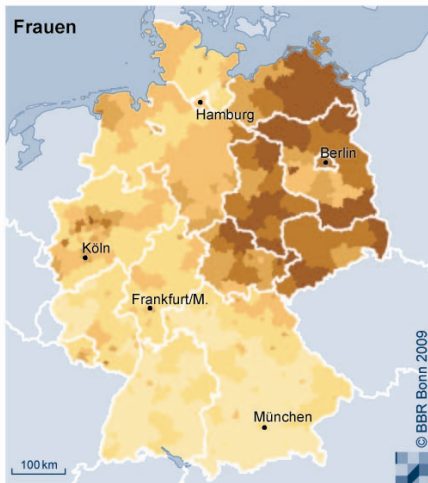 Frauen
Hamburg
Berlin
Köln
Frankfurt/M.
München
100 km
© BBR Bonn 2009